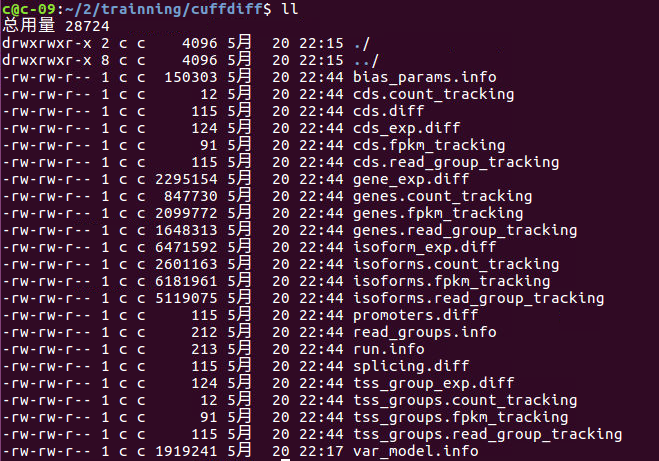 c@c-09:~/2/trainning/cuffdiff$ ll
总用量 28724
drwxrwxr-x 2 c c    4096 5月  20 22:15 ./
drwxrwxr-x 8 c c    4096 5月  20 22:15 ../
-rw-rw-r-- 1 c c  150303 5月  20 22:44 bias_params.info
-rw-rw-r-- 1 c c      12 5月  20 22:44 cds.count_tracking
-rw-rw-r-- 1 c c     115 5月  20 22:44 cds.diff
-rw-rw-r-- 1 c c     124 5月  20 22:44 cds_exp.diff
-rw-rw-r-- 1 c c      91 5月  20 22:44 cds.fpkm_tracking
-rw-rw-r-- 1 c c     115 5月  20 22:44 cds.read_group_tracking
-rw-rw-r-- 1 c c 2295154 5月  20 22:44 gene_exp.diff
-rw-rw-r-- 1 c c  847730 5月  20 22:44 genes.count_tracking
-rw-rw-r-- 1 c c 2099772 5月  20 22:44 genes.fpkm_tracking
-rw-rw-r-- 1 c c 1648313 5月  20 22:44 genes.read_group_tracking
-rw-rw-r-- 1 c c 6471592 5月  20 22:44 isoform_exp.diff
-rw-rw-r-- 1 c c 2601163 5月  20 22:44 isoforms.count_tracking
-rw-rw-r-- 1 c c 6181961 5月  20 22:44 isoforms.fpkm_tracking
-rw-rw-r-- 1 c c 5119075 5月  20 22:44 isoforms.read_group_tracking
-rw-rw-r-- 1 c c     115 5月  20 22:44 promoters.diff
-rw-rw-r-- 1 c c     212 5月  20 22:44 read_groups.info
-rw-rw-r-- 1 c c     213 5月  20 22:44 run.info
-rw-rw-r-- 1 c c     115 5月  20 22:44 splicing.diff
-rw-rw-r-- 1 c c     124 5月  20 22:44 tss_group_exp.diff
-rw-rw-r-- 1 c c      12 5月  20 22:44 tss_groups.count_tracking
-rw-rw-r-- 1 c c      91 5月  20 22:44 tss_groups.fpkm_tracking
-rw-rw-r-- 1 c c     115 5月  20 22:44 tss_groups.read_group_tracking
-rw-rw-r-- 1 c c 1919241 5月  20 22:17 var_model.info